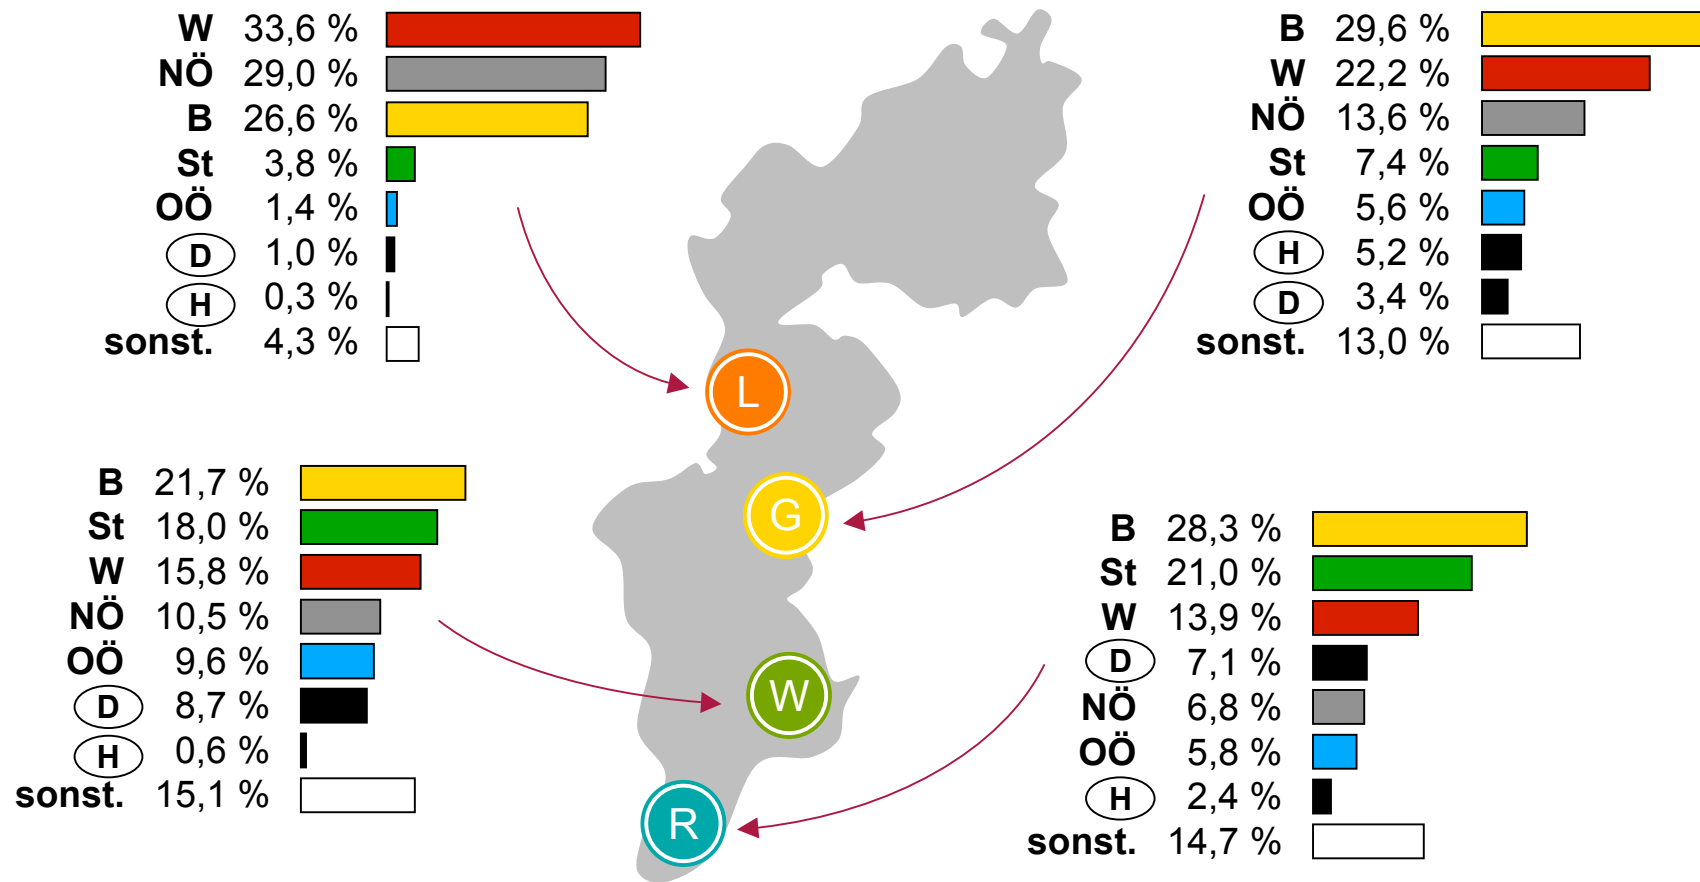 W 33,6 %
NÖ 29,0 %
B 26,6 %
St 3,8 %
OÖ 1,4 %
D 1,0 %
H 0,3 %
sonst. 4,3 %
B 29,6 %
W 22,2 %
NÖ 13,6 %
St 7,4 %
OÖ 5,6 %
H 5,2 %
D 3,4 %
sonst. 13,0 %
L
G
W
R
B 21,7 %
St 18,0 %
W 15,8 %
NÖ 10,5 %
OÖ 9,6 %
D 8,7 %
H 0,6 %
sonst. 15,1 %
B 28,3 %
St 21,0 %
W 13,9 %
D 7,1 %
NÖ 6,8 %
OÖ 5,8 %
H 2,4 %
sonst. 14,7 %